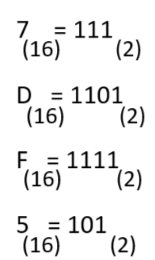 7(16) = 111(2)
D(16) = 1101(2)
F(16) = 1111(2)
5(16) = 101(2)